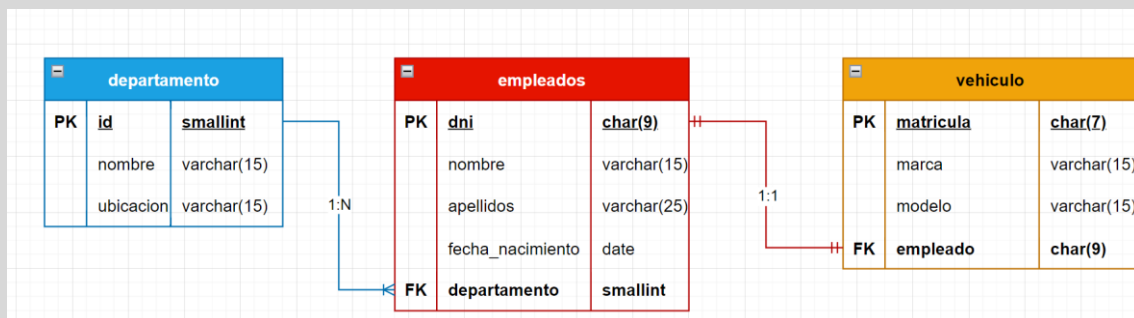 departamento
PK id smallint
nombre varchar(15)
ubicacion varchar(15)
1:N
empleados
PK dni char(9)
nombre varchar(15)
apellidos varchar(25)
fecha_nacimiento date
FK departamento smallint
1:1
vehiculo
PK matricula char(7)
marca varchar(15)
modelo varchar(15)
FK empleado char(9)